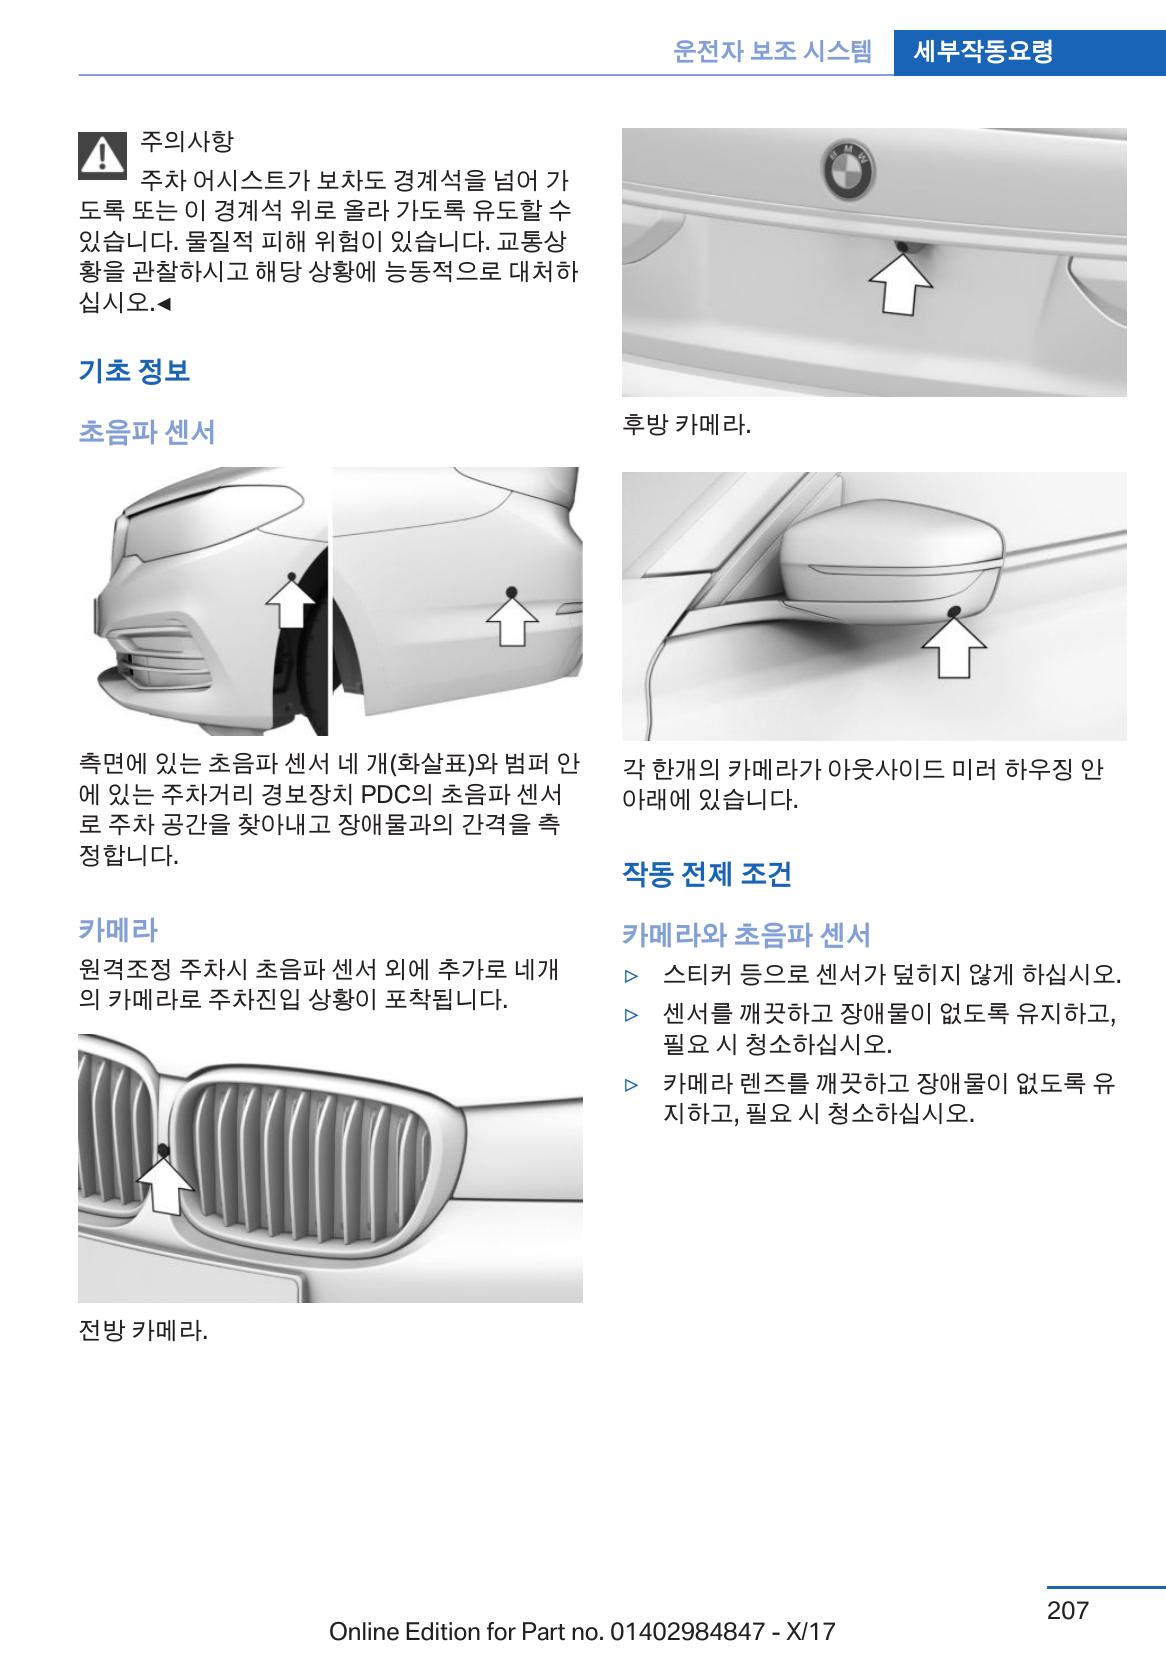 운전자 보조 시스템 세부작동요령
주의사항
주차 어시스트가 보차도 경계석을 넘어 가
도록 또는 이 경계석 위로 올라 가도록 유도할 수
있습니다. 물질적 피해 위험이 있습니다. 교통상
황을 관찰하시고 해당 상황에 능동적으로 대처하
십시오.◄
기초 정보
초음파 센서
측면에 있는 초음파 센서 네 개(화살표)와 범퍼 안
에 있는 주차거리 경보장치 PDC의 초음파 센서
로 주차 공간을 찾아내고 장애물과의 간격을 측
정합니다.
카메라
원격조정 주차시 초음파 센서 외에 추가로 네개
의 카메라로 주차진입 상황이 포착됩니다.
전방 카메라.
BMW
후방 카메라.
각 한개의 카메라가 아웃사이드 미러 하우징 안
아래에 있습니다.
작동 전제 조건
카메라와 초음파 센서
▷ 스티커 등으로 센서가 덮히지 않게 하십시오.
▷ 센서를 깨끗하고 장애물이 없도록 유지하고,
필요 시 청소하십시오.
▷ 카메라 렌즈를 깨끗하고 장애물이 없도록 유
지하고, 필요 시 청소하십시오.
207
Online Edition for Part no. 01402984847 - X/17